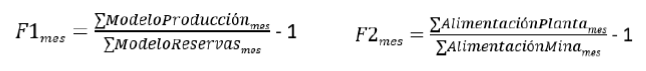 F1mes = ∑ModeloProducciónmes / ∑ModeloReservasmes - 1
F2mes = ∑AlimentaciónPlantames / ∑AlimentaciónMinames - 1